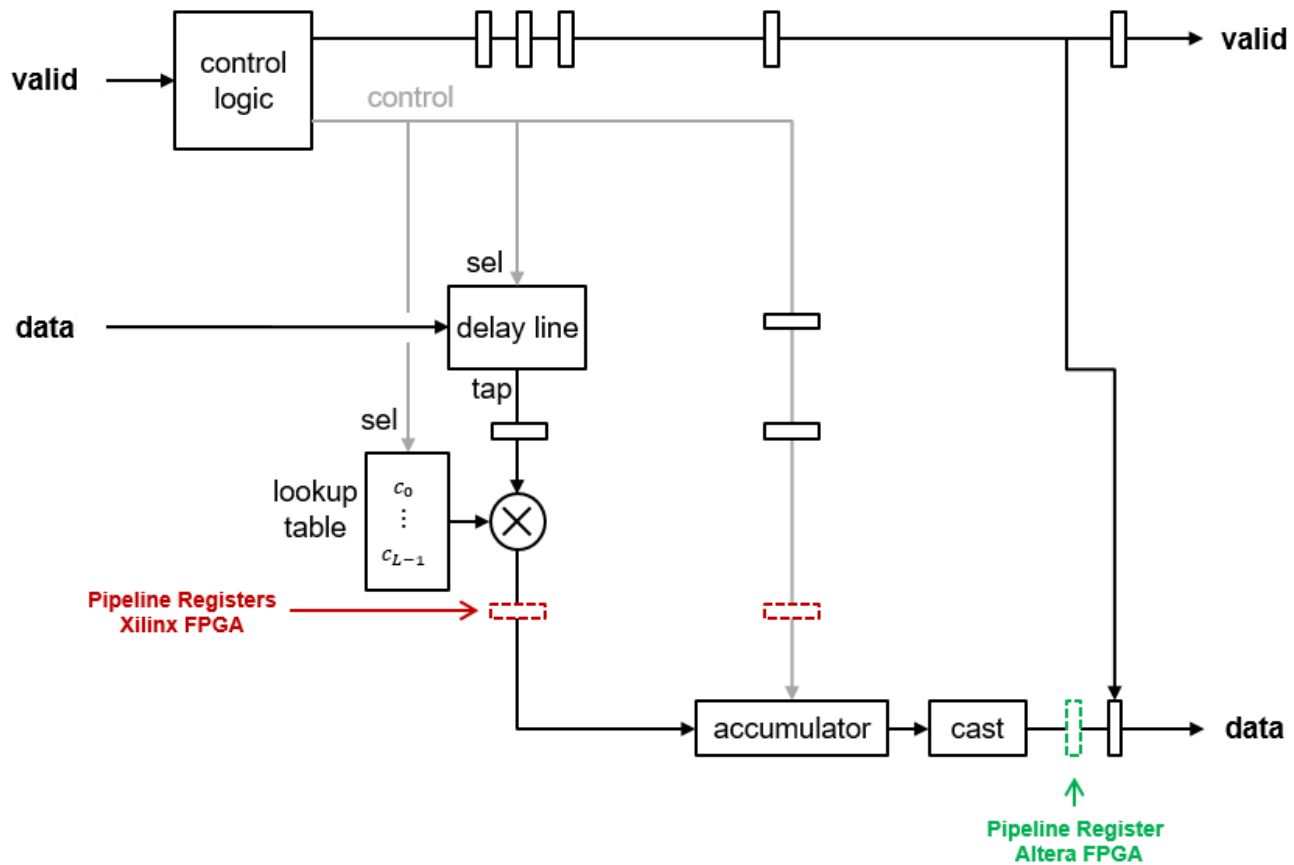 valid
control
logic
valid
control
sel
data
delay line
tap
sel
lookup
table
c₀
⋮
c_{L−1}
Pipeline Registers
Xilinx FPGA
accumulator
cast
data
Pipeline Register
Altera FPGA